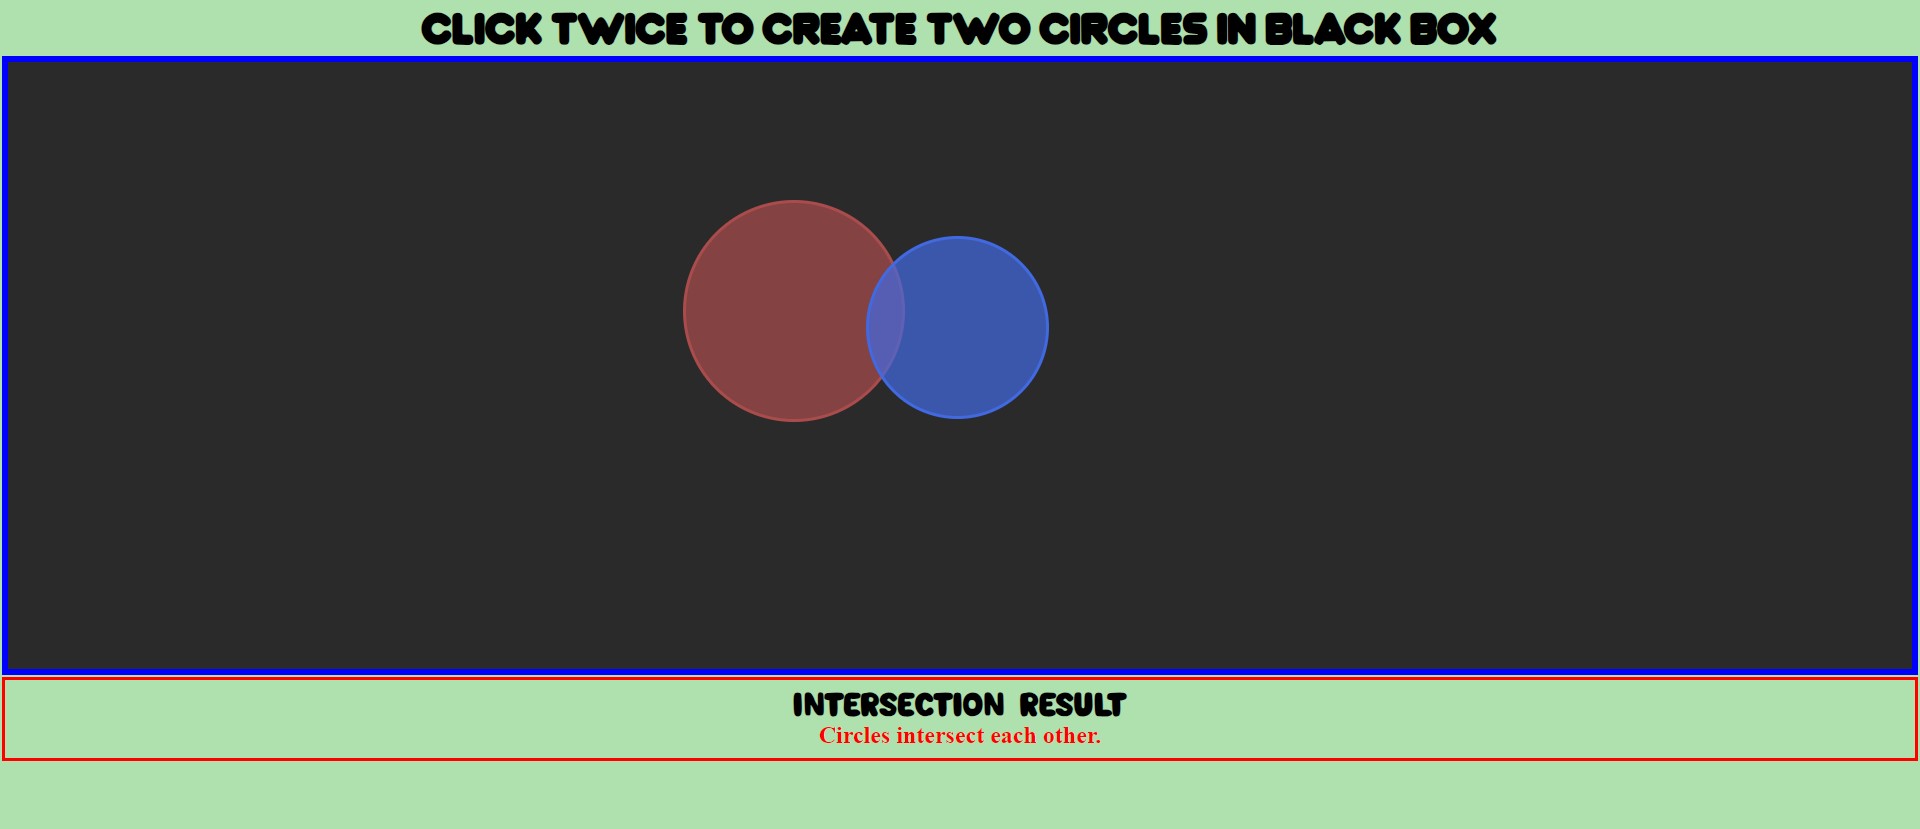 CLICK TWICE TO CREATE TWO CIRCLES IN BLACK BOX
INTERSECTION RESULT
Circles intersect each other.